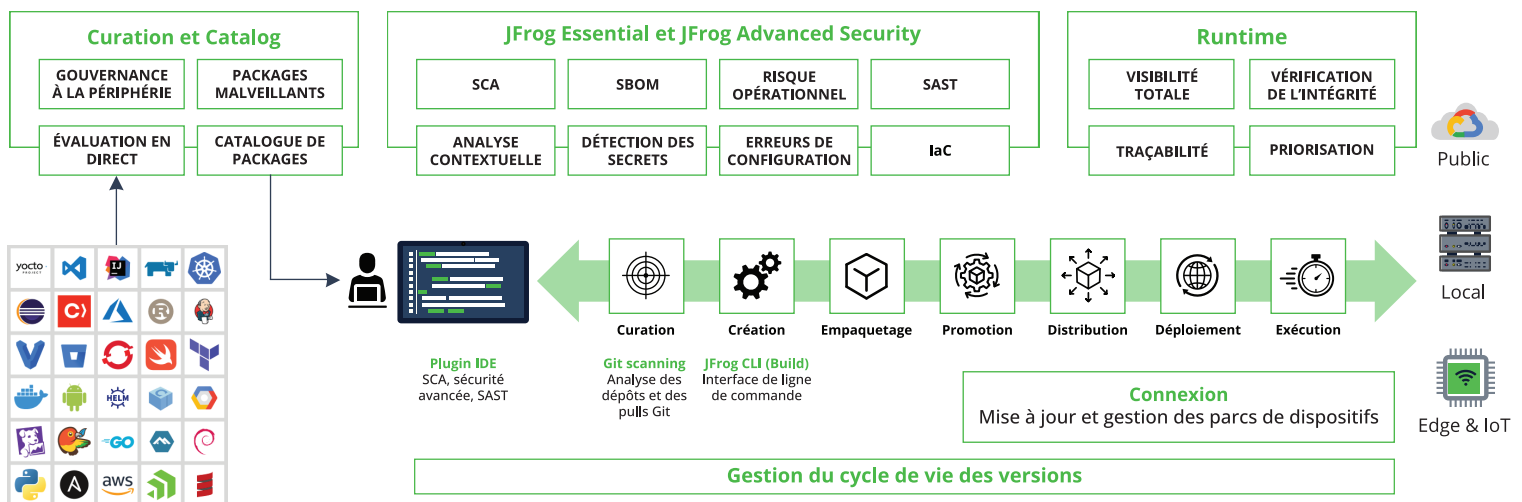 Curation et Catalog
GOUVERNANCE
À LA PÉRIPHÉRIE
PACKAGES
MALVEILLANTS
ÉVALUATION EN
DIRECT
CATALOGUE DE
PACKAGES
JFrog Essential et JFrog Advanced Security
SCA
SBOM
RISQUE
OPÉRATIONNEL
SAST
ANALYSE
CONTEXTUELLE
DÉTECTION DES
SECRETS
ERREURS DE
CONFIGURATION
IaC
Runtime
VISIBILITÉ
TOTALE
VÉRIFICATION
DE L'INTÉGRITÉ
TRAÇABILITÉ
PRIORISATION
Public
Local
Edge & IoT
yocto
PROJECT
IJ
HELM
GO
A
aws
Curation
Création
Empaquetage
Promotion
Distribution
Déploiement
Exécution
Plugin IDE
SCA, sécurité
avancée, SAST
Git scanning
Analyse des
dépôts et des
pulls Git
JFrog CLI (Build)
Interface de ligne
de commande
Connexion
Mise à jour et gestion des parcs de dispositifs
Gestion du cycle de vie des versions